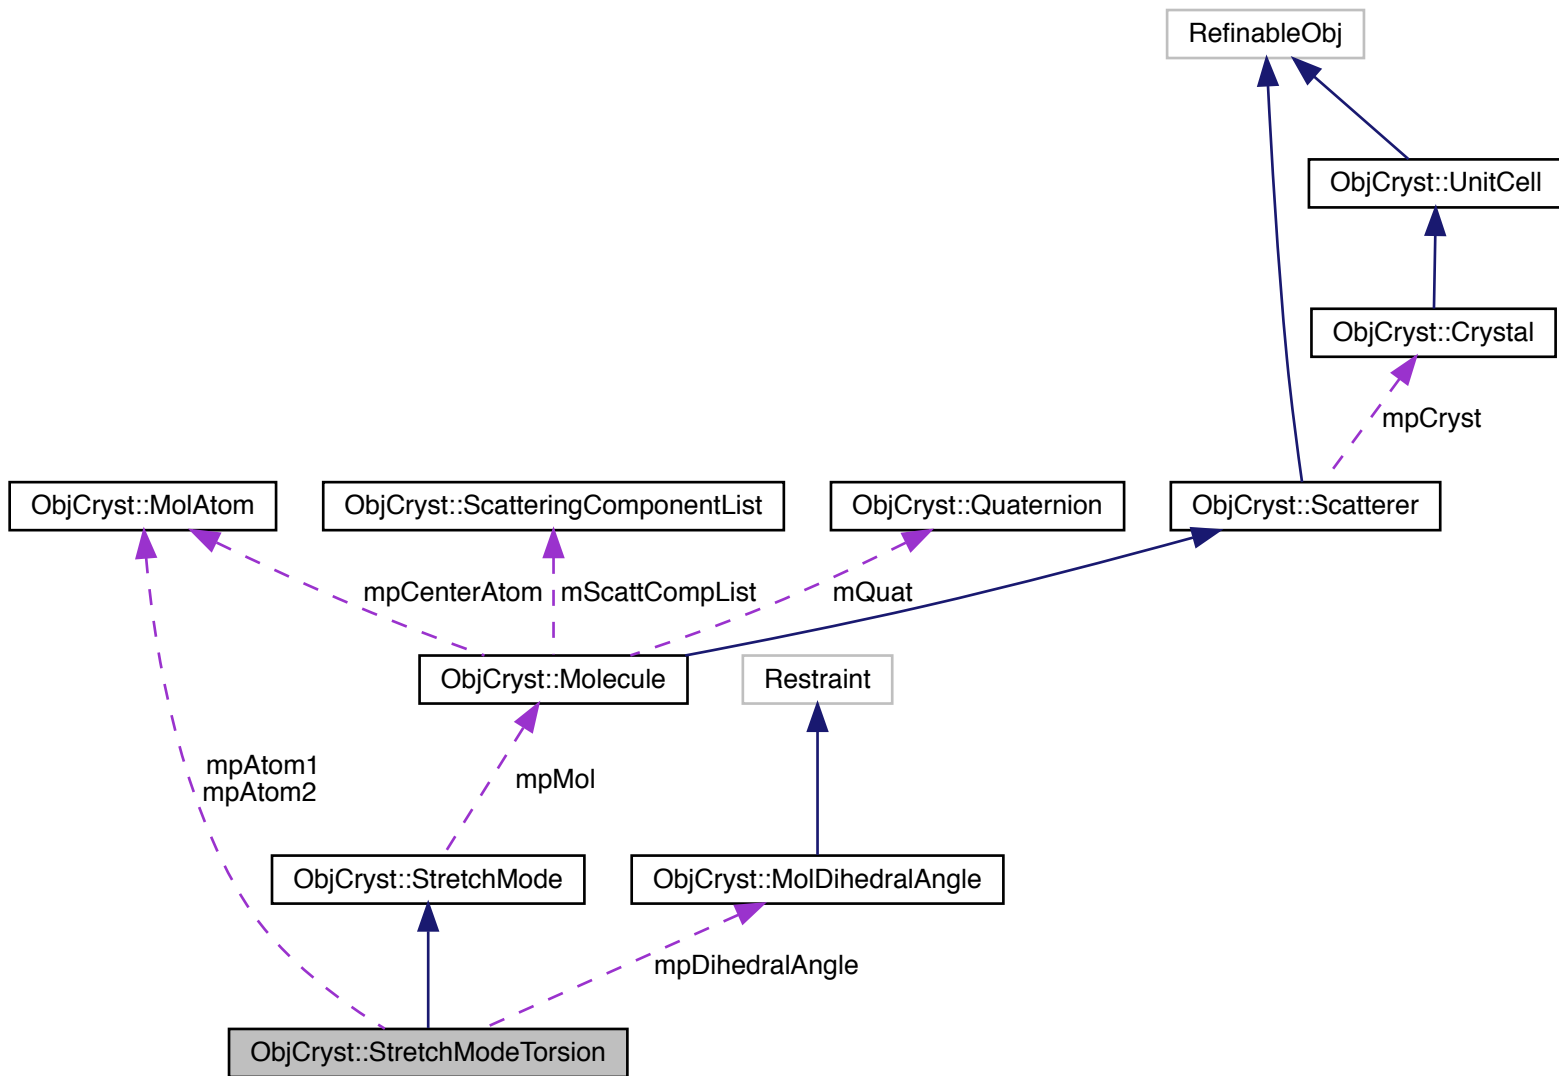 RefinableObj
ObjCryst::UnitCell
ObjCryst::Crystal
mpCryst
ObjCryst::MolAtom
ObjCryst::ScatteringComponentList
ObjCryst::Quaternion
ObjCryst::Scatterer
mpCenterAtom
mScattCompList
mQuat
ObjCryst::Molecule
Restraint
mpAtom1
mpAtom2
mpMol
ObjCryst::StretchMode
ObjCryst::MolDihedralAngle
mpDihedralAngle
ObjCryst::StretchModeTorsion